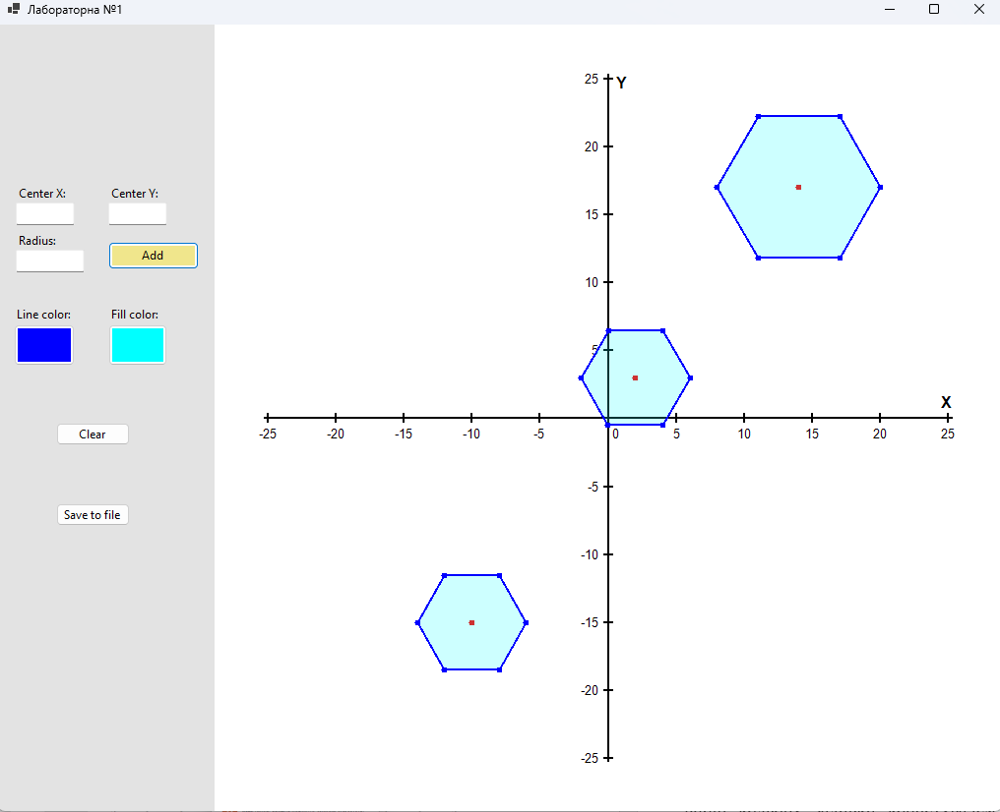 Лабораторна №1
Center X: Center Y:
Radius:
Add
Line color: Fill color:
Clear
Save to file
Y
25
20
15
10
5
X
-25 -20 -15 -10 -5 0 5 10 15 20 25
-5
-10
-15
-20
-25